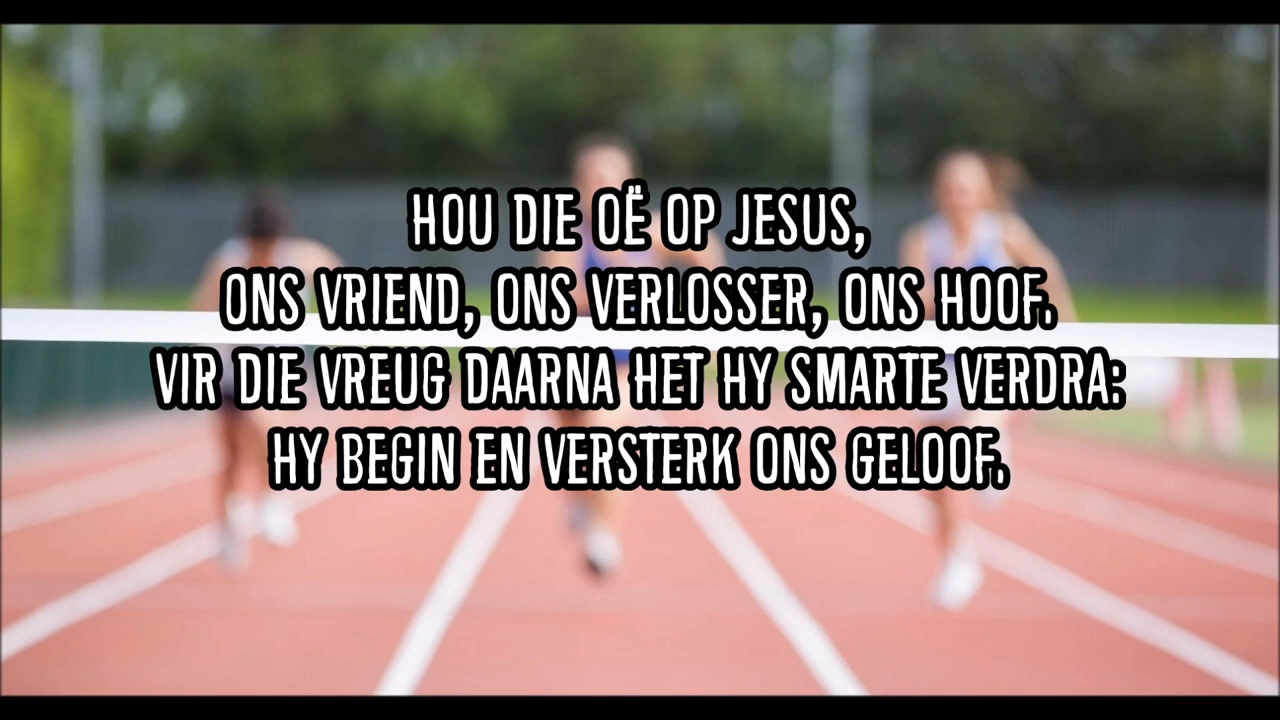 HOU DIE OË OP JESUS,
ONS VRIEND, ONS VERLOSSER, ONS HOOF.
VIR DIE VREUG DAARNA HET HY SMARTE VERDRA:
HY BEGIN EN VERSTERK ONS GELOOF.